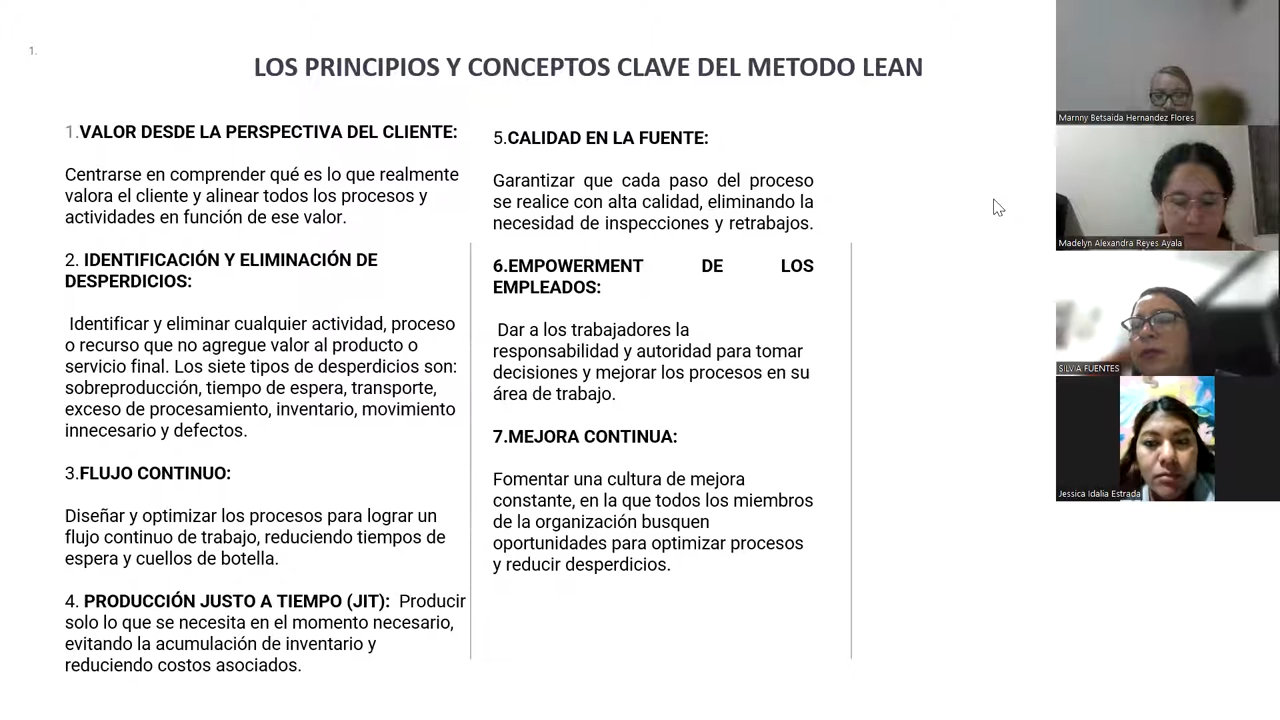 1.
LOS PRINCIPIOS Y CONCEPTOS CLAVE DEL METODO LEAN
1.VALOR DESDE LA PERSPECTIVA DEL CLIENTE:
Centrarse en comprender qué es lo que realmente
valora el cliente y alinear todos los procesos y
actividades en función de ese valor.
2. IDENTIFICACIÓN Y ELIMINACIÓN DE
DESPERDICIOS:
Identificar y eliminar cualquier actividad, proceso
o recurso que no agregue valor al producto o
servicio final. Los siete tipos de desperdicios son:
sobreproducción, tiempo de espera, transporte,
exceso de procesamiento, inventario, movimiento
innecesario y defectos.
3.FLUJO CONTINUO:
Diseñar y optimizar los procesos para lograr un
flujo continuo de trabajo, reduciendo tiempos de
espera y cuellos de botella.
4. PRODUCCIÓN JUSTO A TIEMPO (JIT): Producir
solo lo que se necesita en el momento necesario,
evitando la acumulación de inventario y
reduciendo costos asociados.
5.CALIDAD EN LA FUENTE:
Garantizar que cada paso del proceso
se realice con alta calidad, eliminando la
necesidad de inspecciones y retrabajos.
6.EMPOWERMENT DE LOS
EMPLEADOS:
Dar a los trabajadores la
responsabilidad y autoridad para tomar
decisiones y mejorar los procesos en su
área de trabajo.
7.MEJORA CONTINUA:
Fomentar una cultura de mejora
constante, en la que todos los miembros
de la organización busquen
oportunidades para optimizar procesos
y reducir desperdicios.
Marnny Betsaida Hernandez Flores
Madelyn Alexandra Reyes Ayala
SILVIA FUENTES
Jessica Idalia Estrada